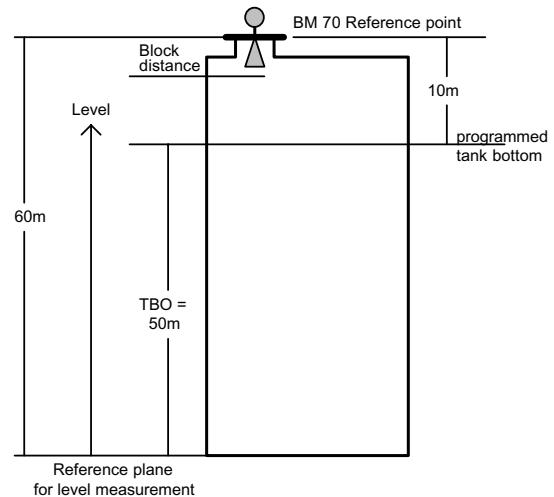 BM 70 Reference point
Block
distance
10m
Level
programmed
tank bottom
60m
TBO =
50m
Reference plane
for level measurement